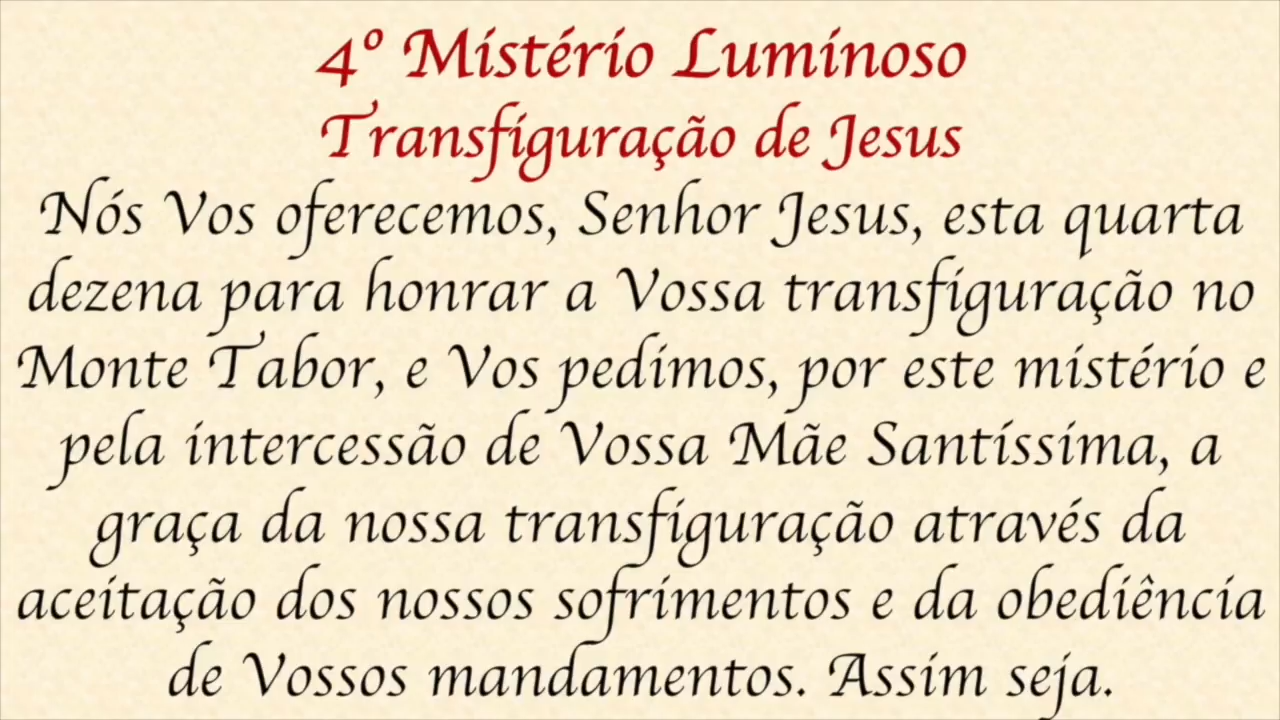 4º Mistério Luminoso
Transfiguração de Jesus
Nós Vos oferecemos, Senhor Jesus, esta quarta
dezena para honrar a Vossa transfiguração no
Monte Tabor, e Vos pedimos, por este mistério e
pela intercessão de Vossa Mãe Santíssima, a
graça da nossa transfiguração através da
aceitação dos nossos sofrimentos e da obediência
de Vossos mandamentos. Assim seja.